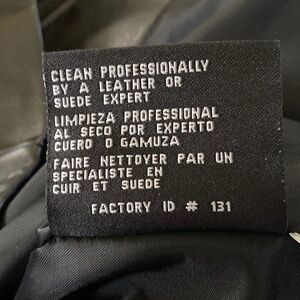 CLEAN PROFESSIONALLY
BY A LEATHER OR
SUEDE EXPERT
LIMPIEZA PROFESSIONAL
AL SECO POR EXPERTO
CUERO O GAMUZA
FAIRE NETTOYER PAR UN
SPECIALISTE EN
CUIR ET SUEDE
FACTORY ID # 131